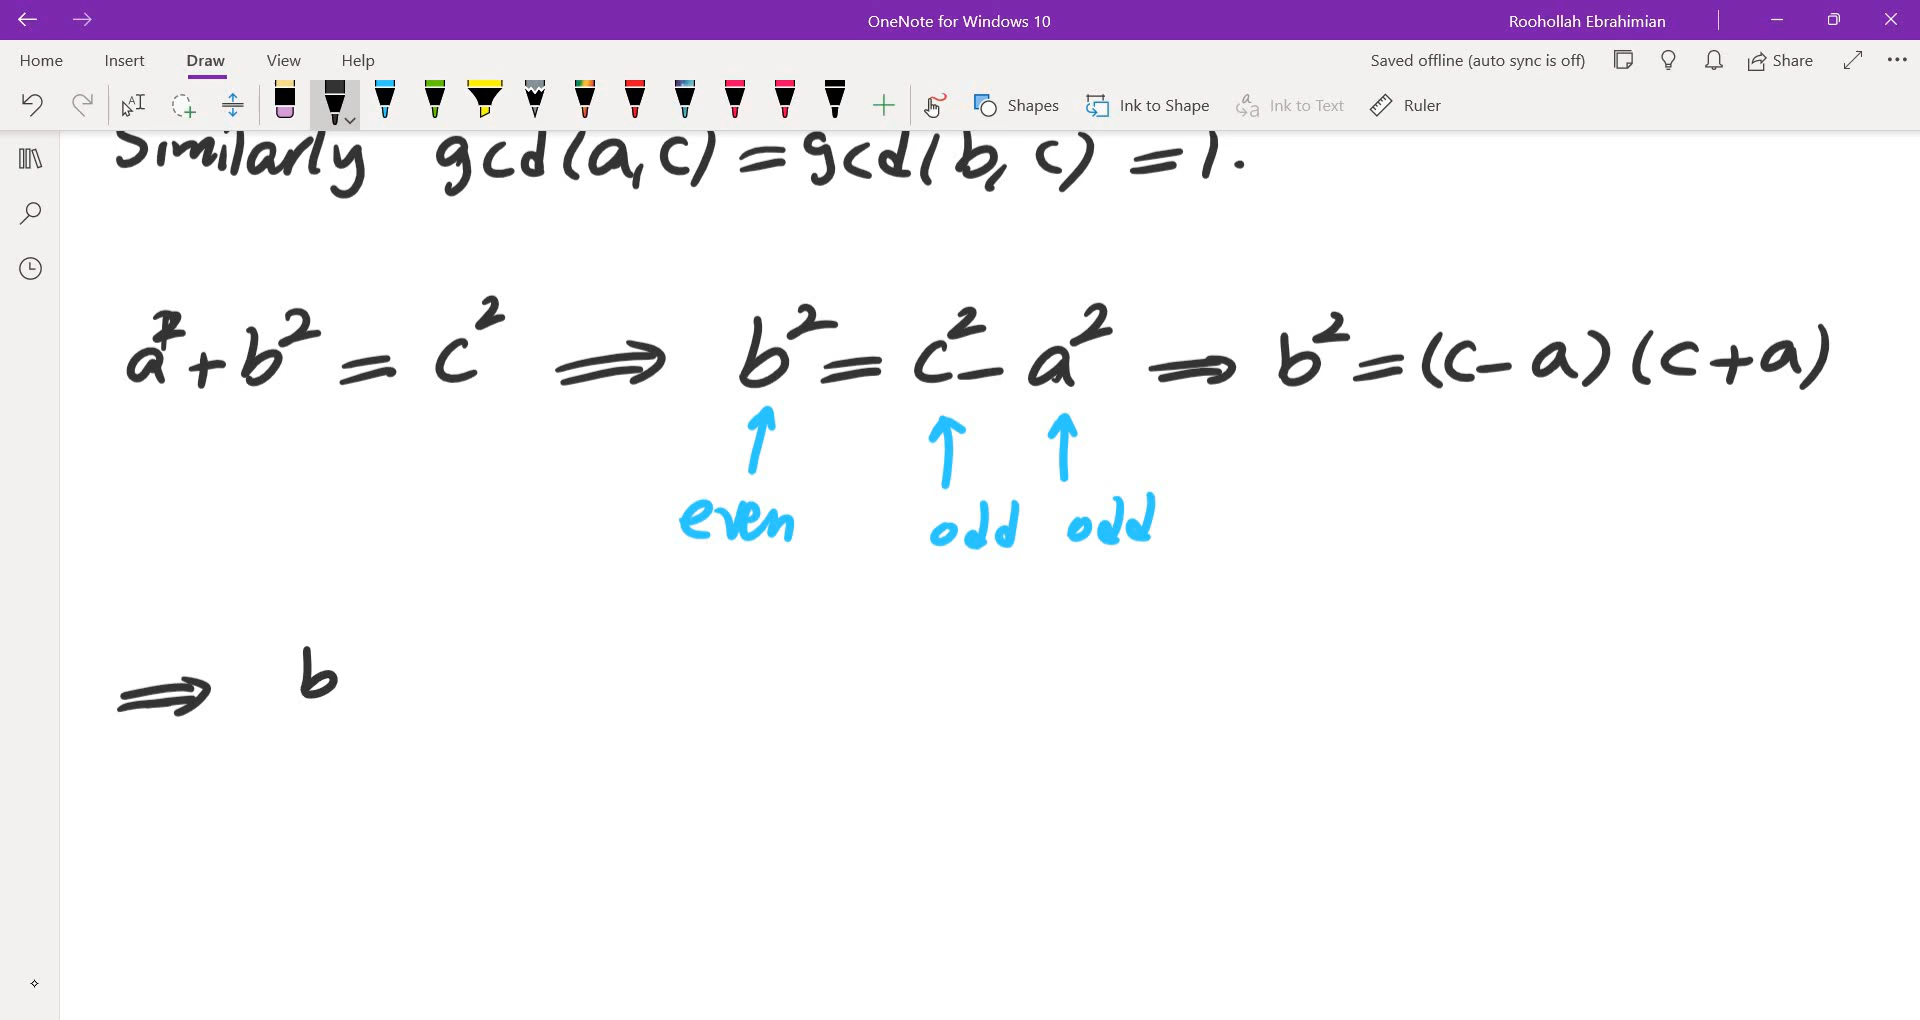 OneNote for Windows 10
Roohollah Ebrahimian
Home Insert Draw View Help
Saved offline (auto sync is off) Share
Shapes Ink to Shape Ink to Text Ruler
Similarly gcd(a,c) = gcd(b,c) = 1.
a² + b² = c² ⟹ b² = c² - a² ⟹ b² = (c - a)(c + a)
even odd odd
⟹ b